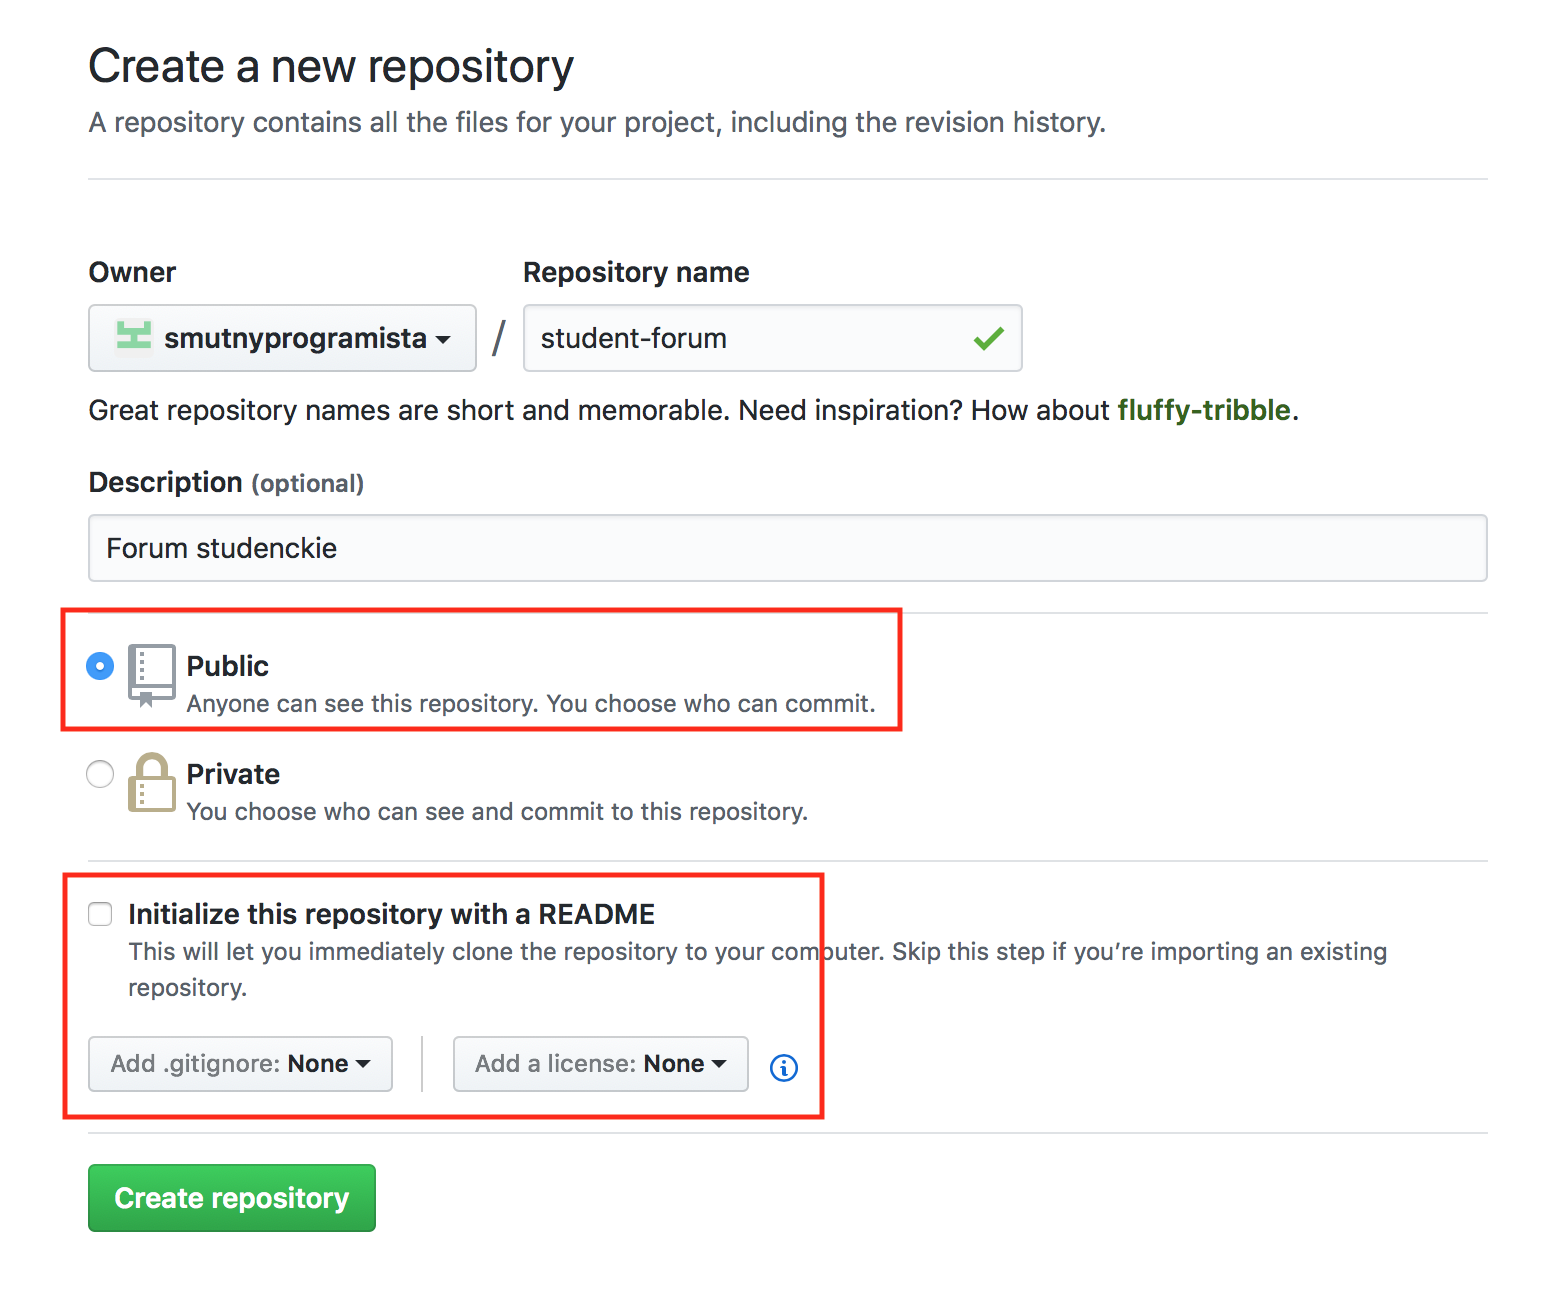 Create a new repository
A repository contains all the files for your project, including the revision history.
Owner
Repository name
smutnyprogramista / student-forum
Great repository names are short and memorable. Need inspiration? How about fluffy-tribble.
Description (optional)
Forum studenckie
Public
Anyone can see this repository. You choose who can commit.
Private
You choose who can see and commit to this repository.
Initialize this repository with a README
This will let you immediately clone the repository to your computer. Skip this step if you’re importing an existing
repository.
Add .gitignore: None
Add a license: None
Create repository